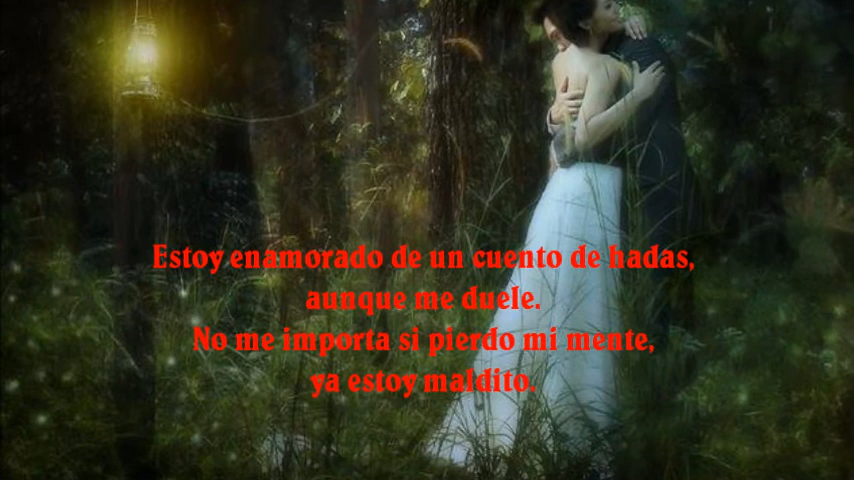 Estoy enamorado de un cuento de hadas,
aunque me duele.
No me importa si pierdo mi mente,
ya estoy maldito.